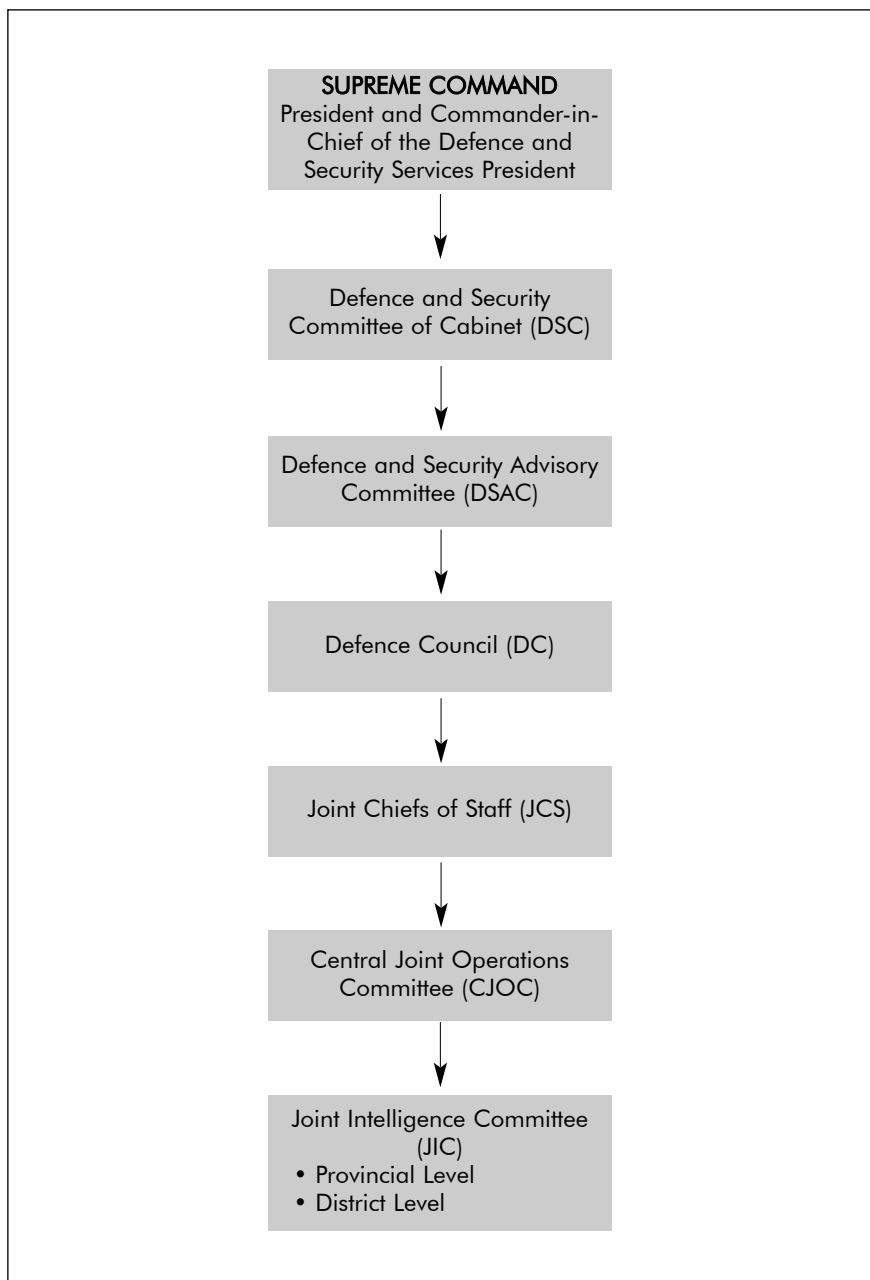 SUPREME COMMAND
President and Commander-in-
Chief of the Defence and
Security Services President
Defence and Security
Committee of Cabinet (DSC)
Defence and Security Advisory
Committee (DSAC)
Defence Council (DC)
Joint Chiefs of Staff (JCS)
Central Joint Operations
Committee (CJOC)
Joint Intelligence Committee
(JIC)
• Provincial Level
• District Level